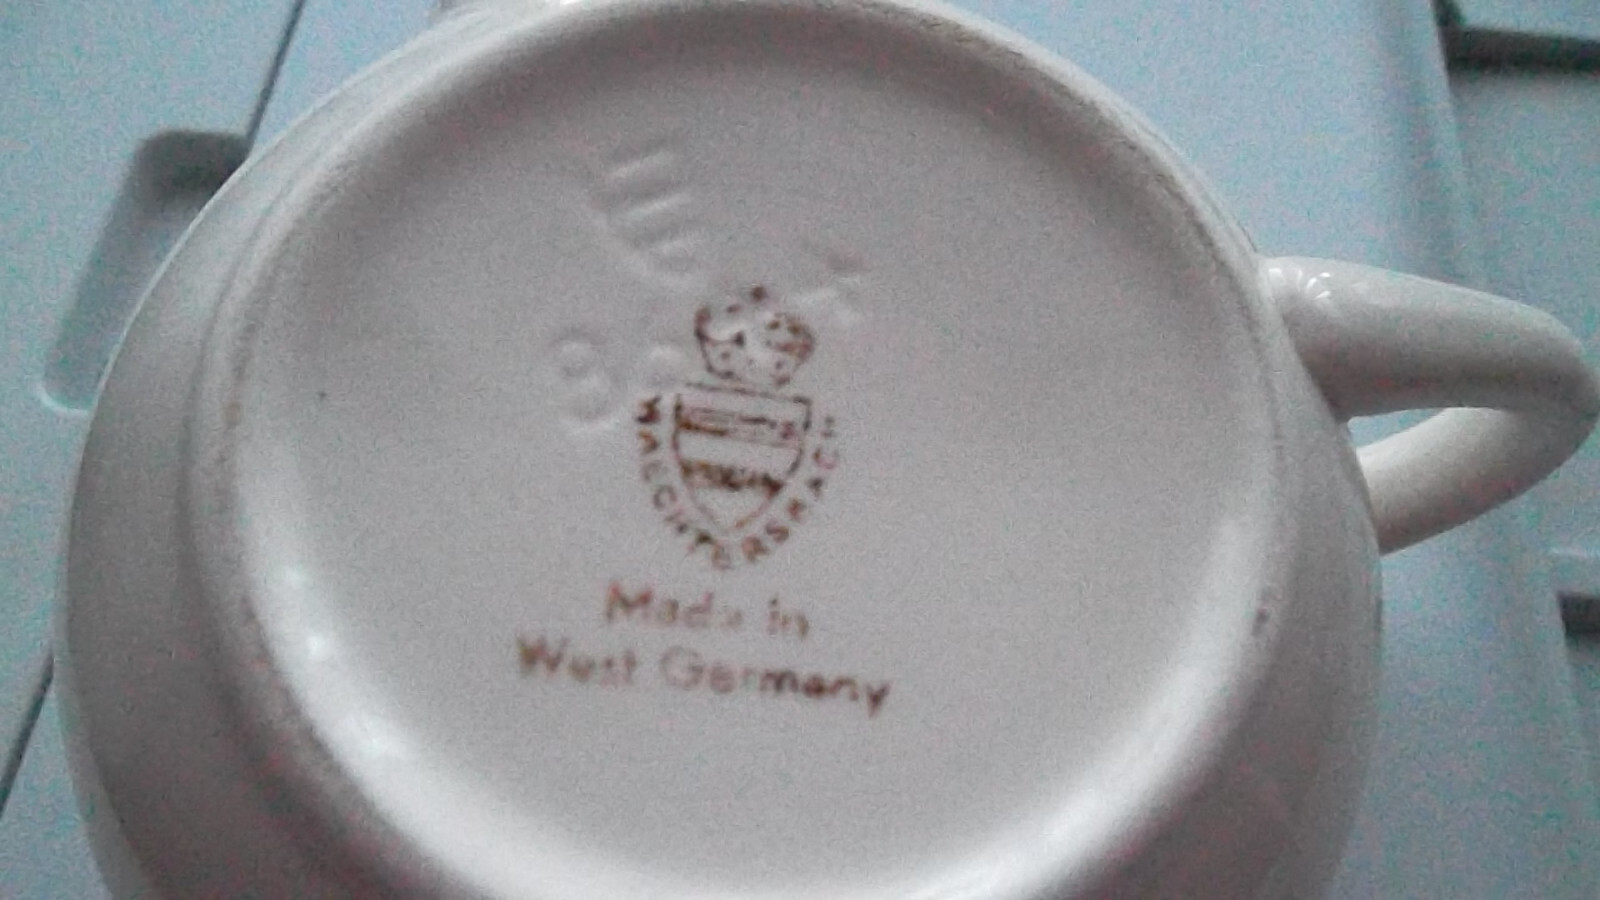 WAECHTERSBACH
Made in
West Germany